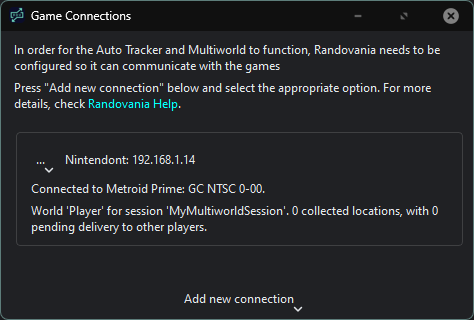 Game Connections
In order for the Auto Tracker and Multiworld to function, Randovania needs to be
configured so it can communicate with the games
Press "Add new connection" below and select the appropriate option. For more
details, check Randovania Help.
... Nintendont: 192.168.1.14
Connected to Metroid Prime: GC NTSC 0-00.
World 'Player' for session 'MyMultiworldSession'. 0 collected locations, with 0
pending delivery to other players.
Add new connection